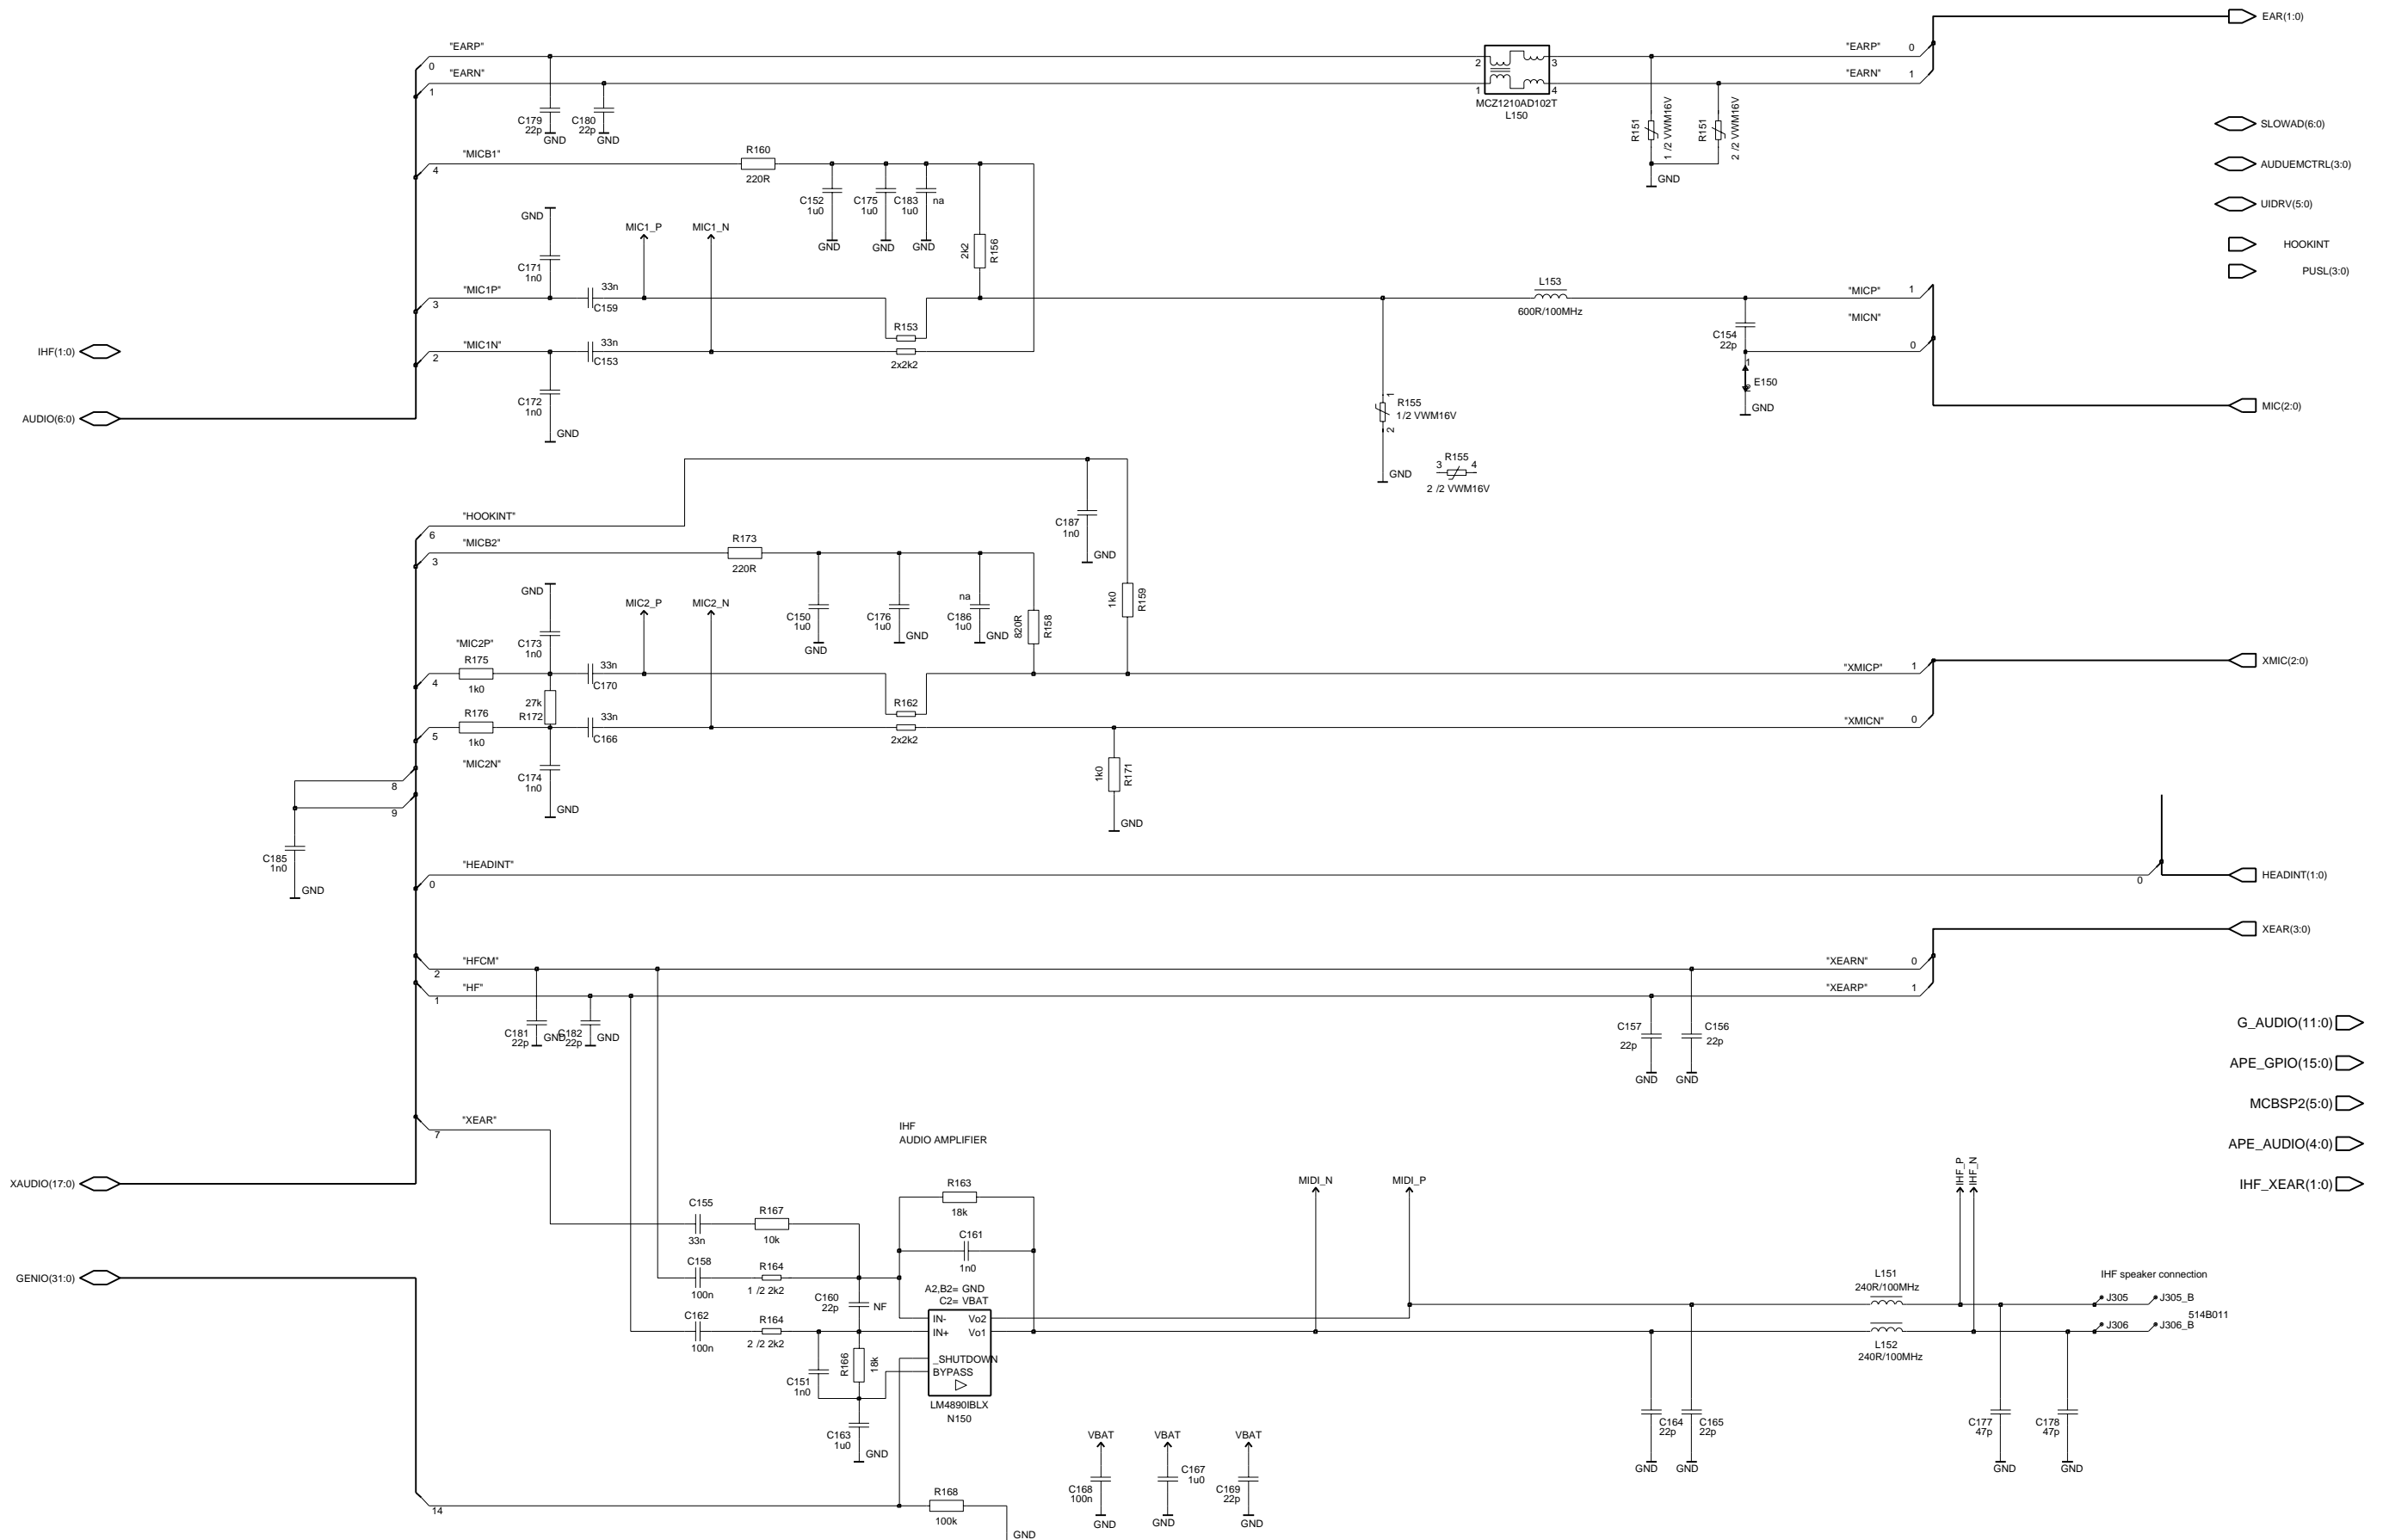 EAR(1:0)
"EARP"
0
"EARN"
1
2
3
1
4
MCZ1210AD102T
L150
"EARP"
0
"EARN"
1
C179
22p
GND
C180
22p
GND
R151
1 /2 VWM16V
R151
2 /2 VWM16V
GND
SLOWAD(6:0)
AUDUEMCTRL(3:0)
UIDRV(5:0)
HOOKINT
PUSL(3:0)
"MICB1"
4
R160
220R
C152
1u0
GND
C175
1u0
GND
C183
1u0
na
GND
2k2
R156
GND
C171
1n0
MIC1_P
MIC1_N
"MIC1P"
3
33n
C159
R153
2x2k2
"MIC1N"
2
33n
C153
C172
1n0
GND
L153
600R/100MHz
"MICP"
1
"MICN"
0
C154
22p
1
E150
GND
IHF(1:0)
AUDIO(6:0)
MIC(2:0)
1
R155
1/2 VWM16V
2
GND
R155
3 4
2 /2 VWM16V
"HOOKINT"
6
C187
1n0
GND
"MICB2"
3
R173
220R
C150
1u0
GND
C176
1u0
GND
na
C186
1u0
GND
820R
R158
1k0
R159
GND
C173
1n0
MIC2_P
MIC2_N
"MIC2P"
R175
4
1k0
33n
C170
27k
R172
R176
5
1k0
33n
C166
"MIC2N"
C174
1n0
GND
R162
2x2k2
"XMICP"
1
"XMICN"
0
XMIC(2:0)
1k0
R171
GND
8
9
C185
1n0
GND
"HEADINT"
0
0
HEADINT(1:0)
XEAR(3:0)
"HFCM"
2
"HF"
1
"XEARN"
0
"XEARP"
1
C181
22p
GND
C182
22p
GND
C157
22p
GND
C156
22p
GND
G_AUDIO(11:0)
APE_GPIO(15:0)
MCBSP2(5:0)
APE_AUDIO(4:0)
IHF_XEAR(1:0)
"XEAR"
7
XAUDIO(17:0)
GENIO(31:0)
IHF
AUDIO AMPLIFIER
C155
33n
R167
10k
R163
18k
C161
1n0
C158
100n
R164
1 /2 2k2
C160
22p
NF
C162
100n
R164
2 /2 2k2
A2,B2= GND
C2= VBAT
IN-
Vo2
IN+
Vo1
_SHUTDOWN
BYPASS
LM4890IBLX
N150
C151
1n0
R166
18k
C163
1u0
GND
MIDI_N
MIDI_P
IHF_P
IHF_N
L151
240R/100MHz
L152
240R/100MHz
IHF speaker connection
J305
J305_B
514B011
J306
J306_B
C164
22p
GND
C165
22p
GND
C177
47p
GND
C178
47p
GND
VBAT
C168
100n
GND
VBAT
C167
1u0
GND
VBAT
C169
22p
GND
14
R168
100k
GND